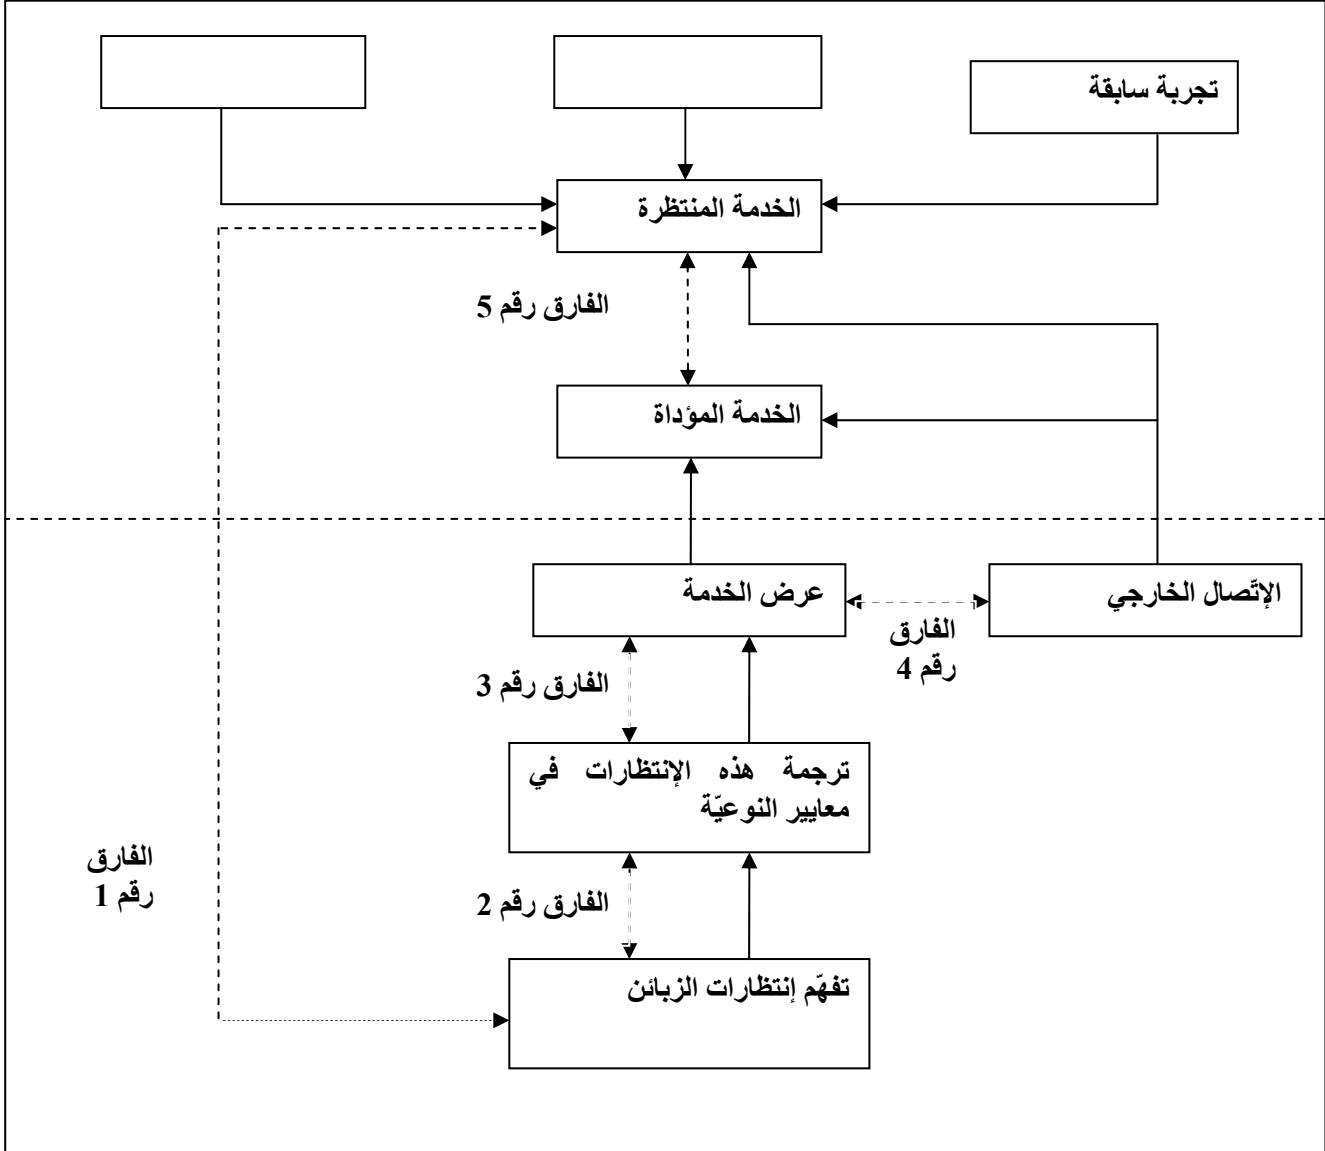 تجربة سابقة
الخدمة المنتظرة
الفارق رقم 5
الخدمة المؤداة
عرض الخدمة
الإتّصال الخارجي
الفارق
رقم 4
الفارق رقم 3
ترجمة هذه الإنتظارات في
معايير النوعيّة
الفارق
رقم 1
الفارق رقم 2
تفهّم إنتظارات الزبائن